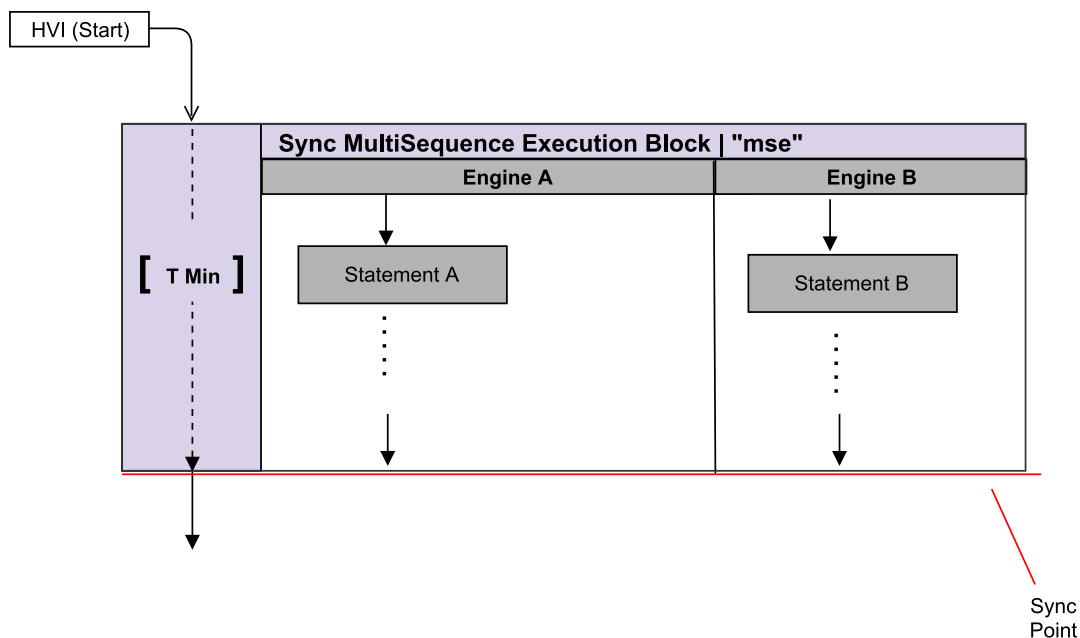 HVI (Start)
Sync MultiSequence Execution Block | "mse"
Engine A
Engine B
[ T Min ]
Statement A
Statement B
Sync
Point